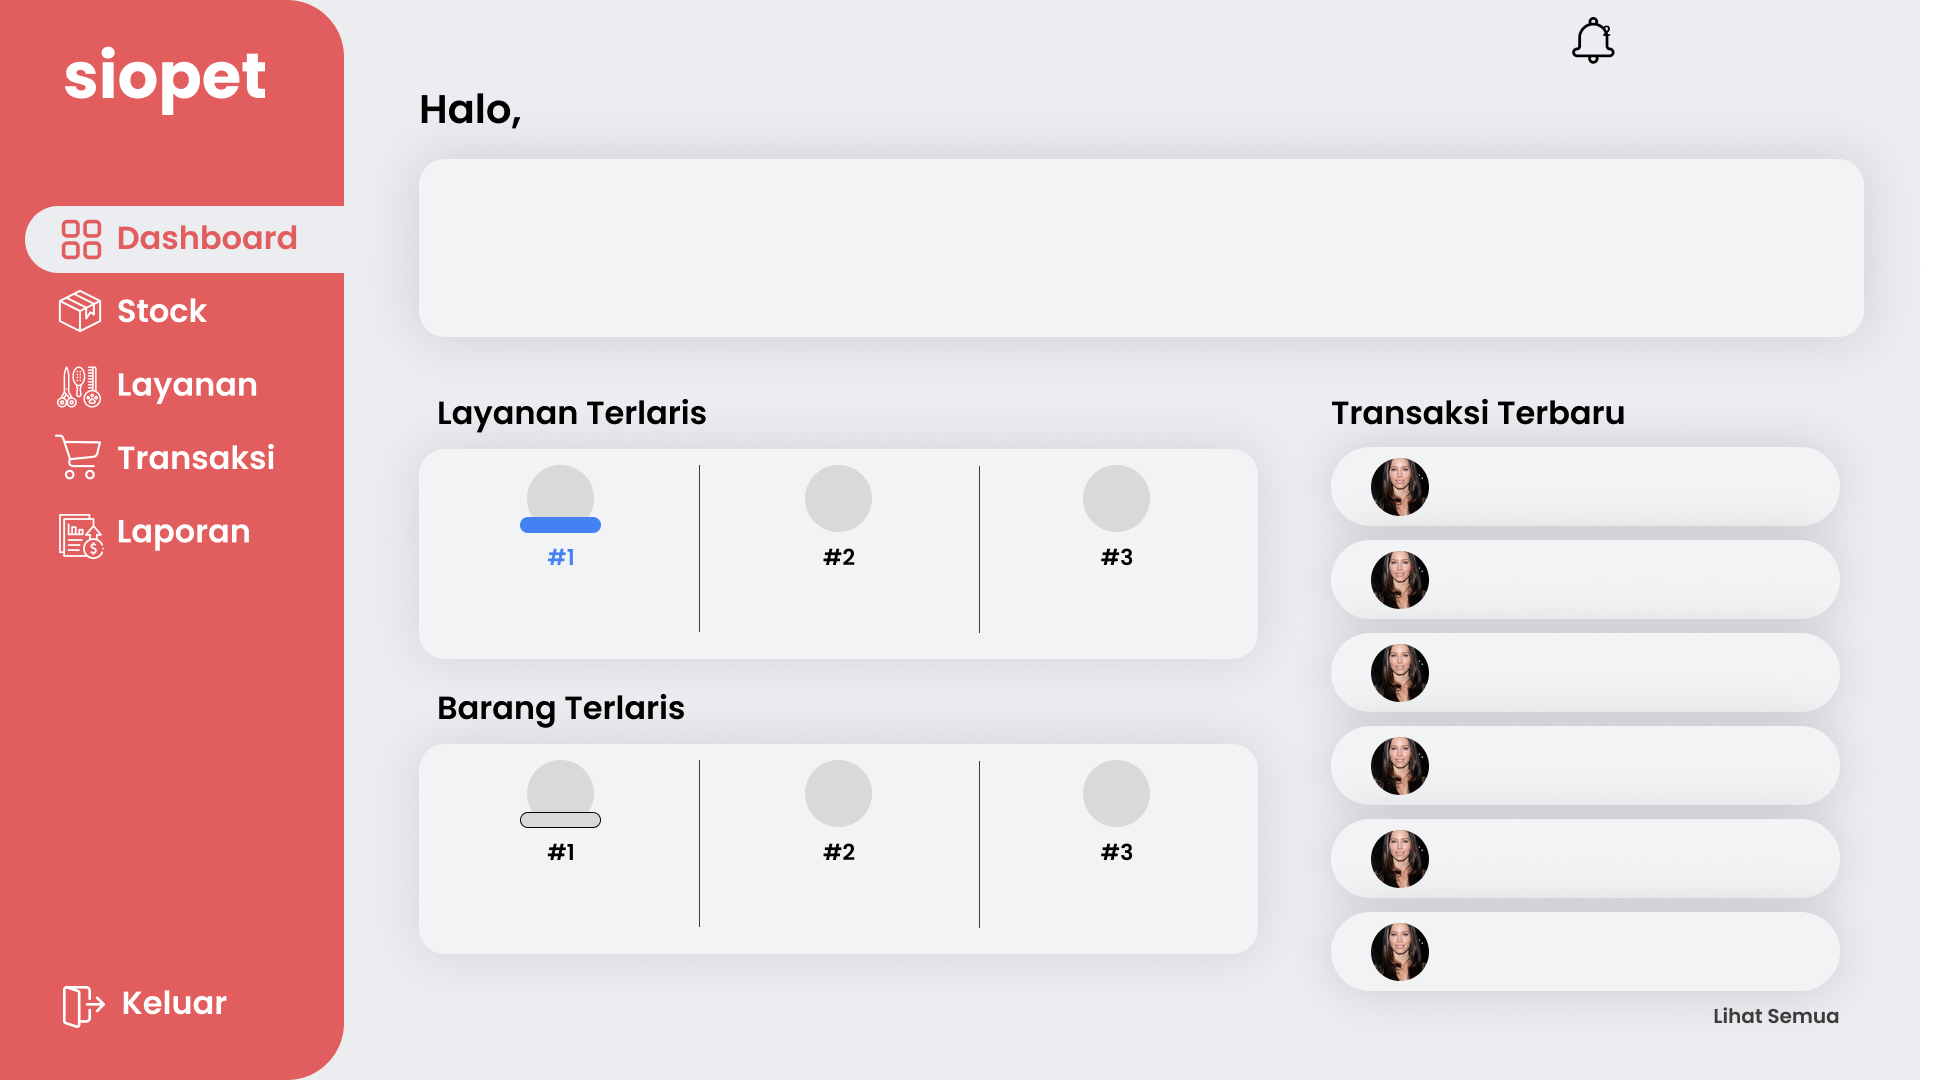 siopet
Dashboard
Stock
Layanan
Transaksi
Laporan
Keluar
Halo,
Layanan Terlaris
#1
#2
#3
Barang Terlaris
#1
#2
#3
Transaksi Terbaru
Lihat Semua